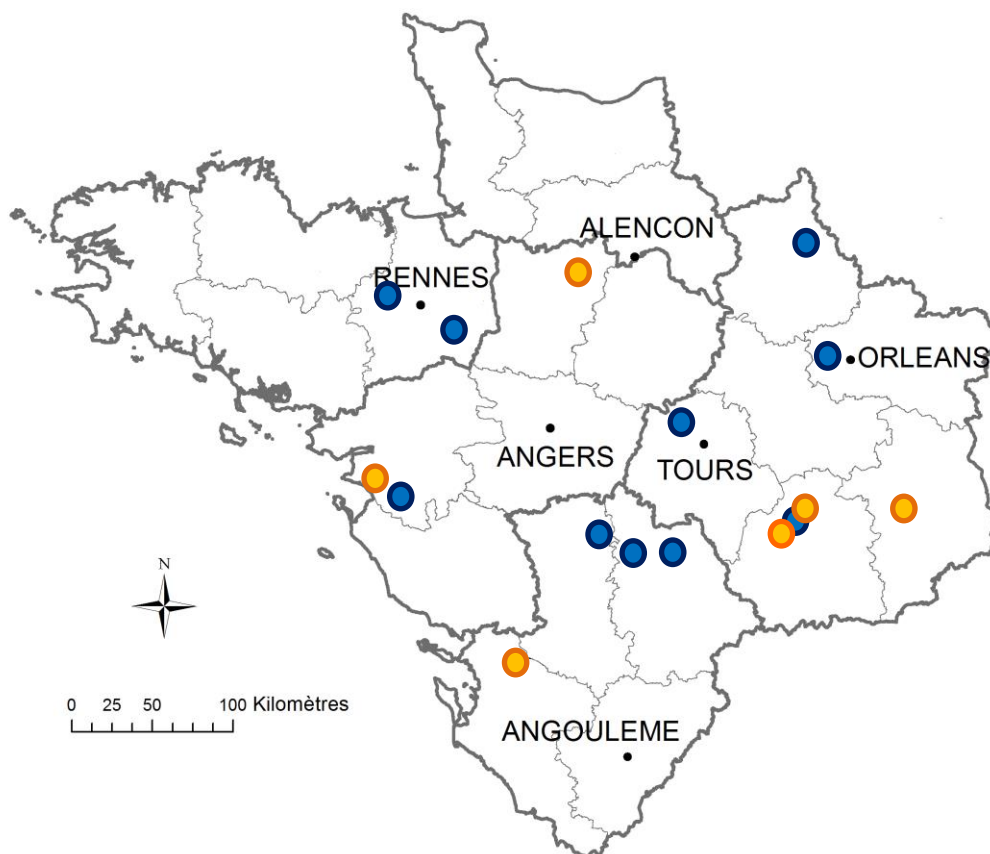 ALENCON
RENNES
ORLEANS
ANGERS
TOURS
N
0 25 50 100 Kilomètres
ANGOULEME